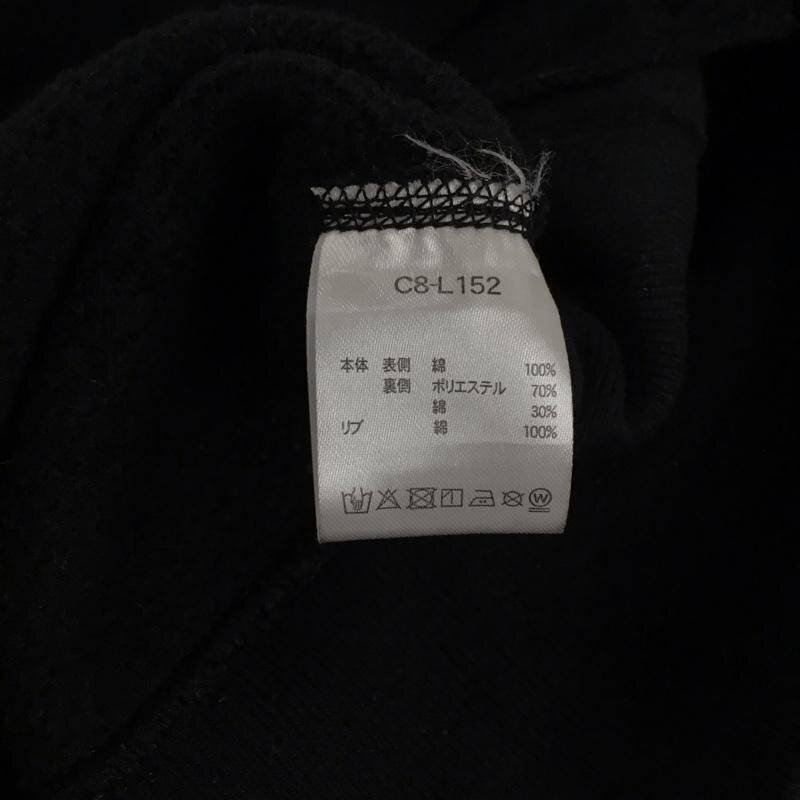 C8-L152
本体 表側 綿 100%
裏側 ポリエステル 70%
綿 30%
リブ 綿 100%